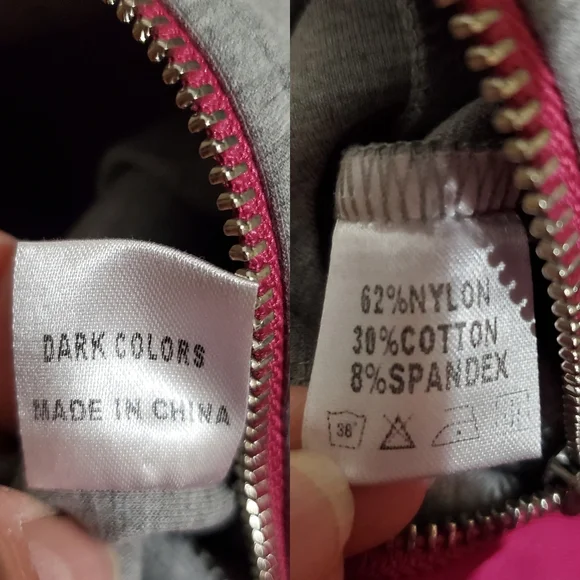 DARK COLORS
MADE IN CHINA
62%NYLON
30%COTTON
8%SPANDEX
30°